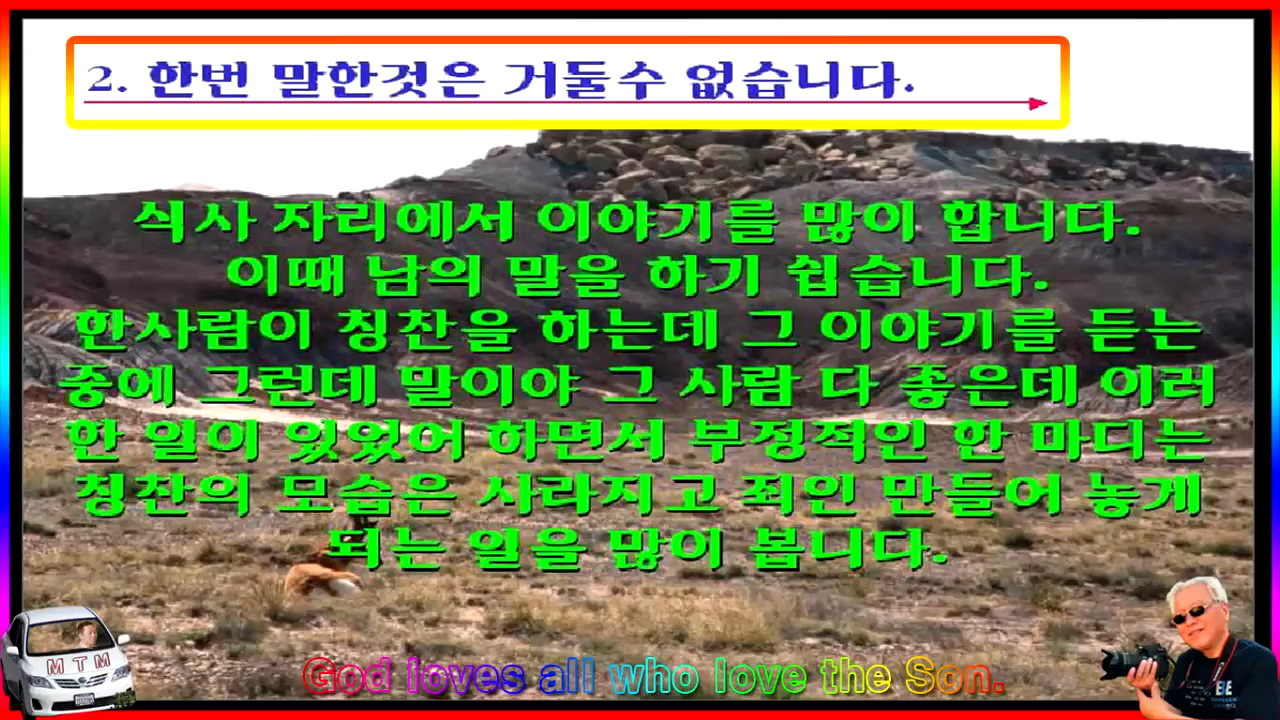 2. 한번 말한것은 거둘수 없습니다.
식사 자리에서 이야기를 많이 합니다.
이때 남의 말을 하기 쉽습니다.
한사람이 칭찬을 하는데 그 이야기를 듣는
중에 그런데 말이야 그 사람 다 좋은데 이러
한 일이 있었어 하면서 부정적인 한 마디는
칭찬의 모습은 사라지고 죄인 만들어 놓게
되는 일을 많이 봅니다.
MTM
God loves all who love the Son.
BE